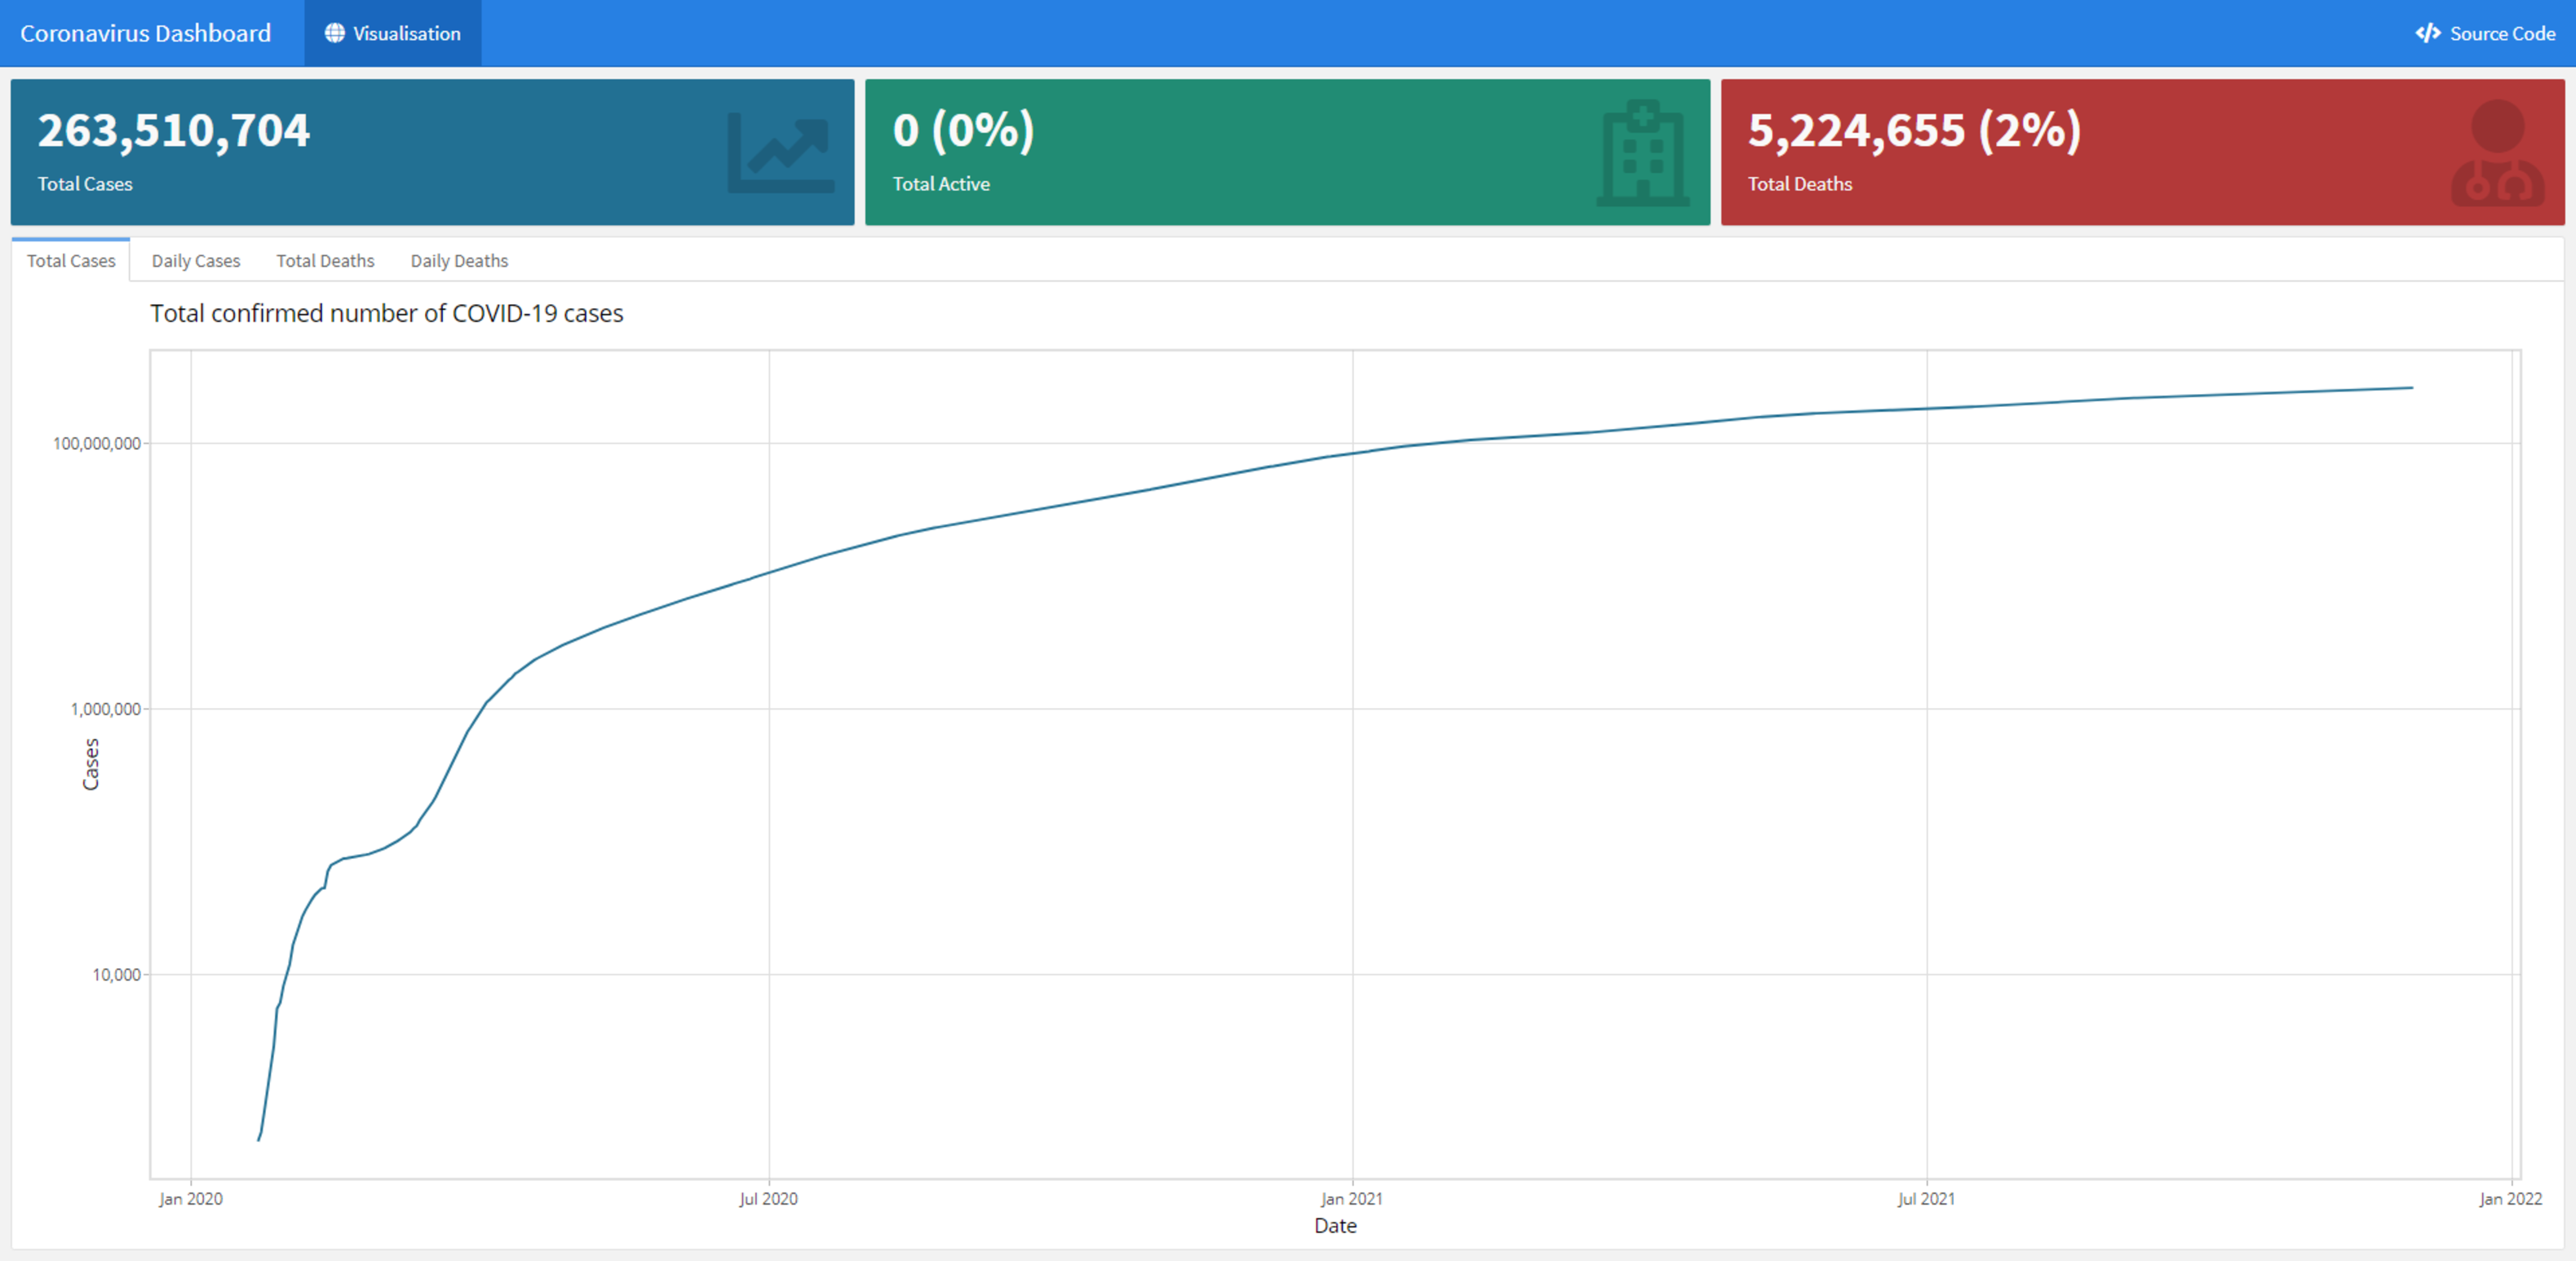 Coronavirus Dashboard
Visualisation
Source Code
263,510,704
Total Cases
0 (0%)
Total Active
5,224,655 (2%)
Total Deaths
Total Cases
Daily Cases
Total Deaths
Daily Deaths
Total confirmed number of COVID-19 cases
100,000,000
1,000,000
10,000
Cases
Jan 2020
Jul 2020
Jan 2021
Jul 2021
Jan 2022
Date